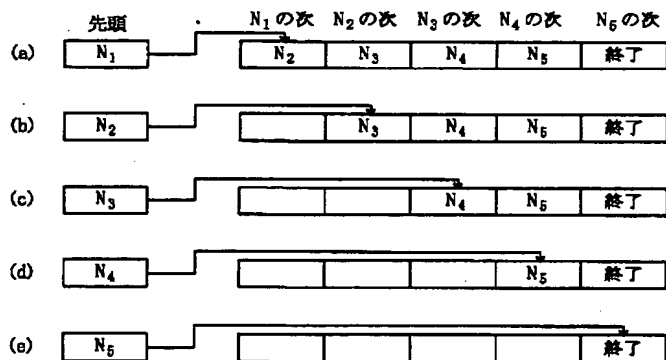 先頭 N₁の次 N₂の次 N₃の次 N₄の次 N₅の次
(a) N₁ N₂ N₃ N₄ N₅ 終了
(b) N₂ N₃ N₄ N₅ 終了
(c) N₃ N₄ N₅ 終了
(d) N₄ N₅ 終了
(e) N₅ 終了